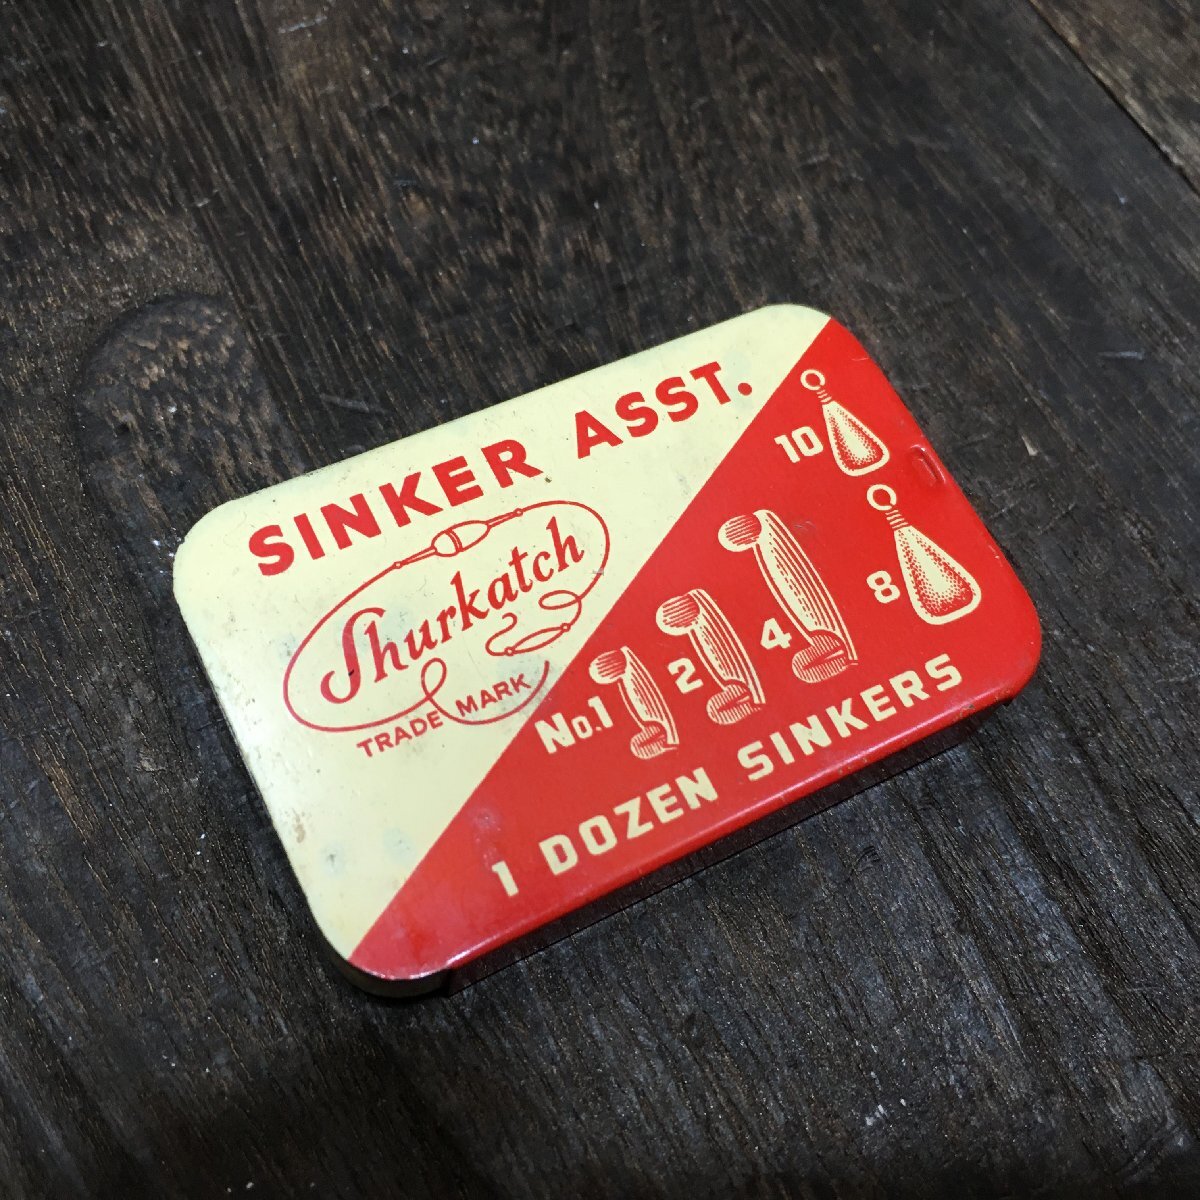 SINKER ASST.
Shurkatch
TRADE MARK
10
8
4
2
No.1
1 DOZEN SINKERS